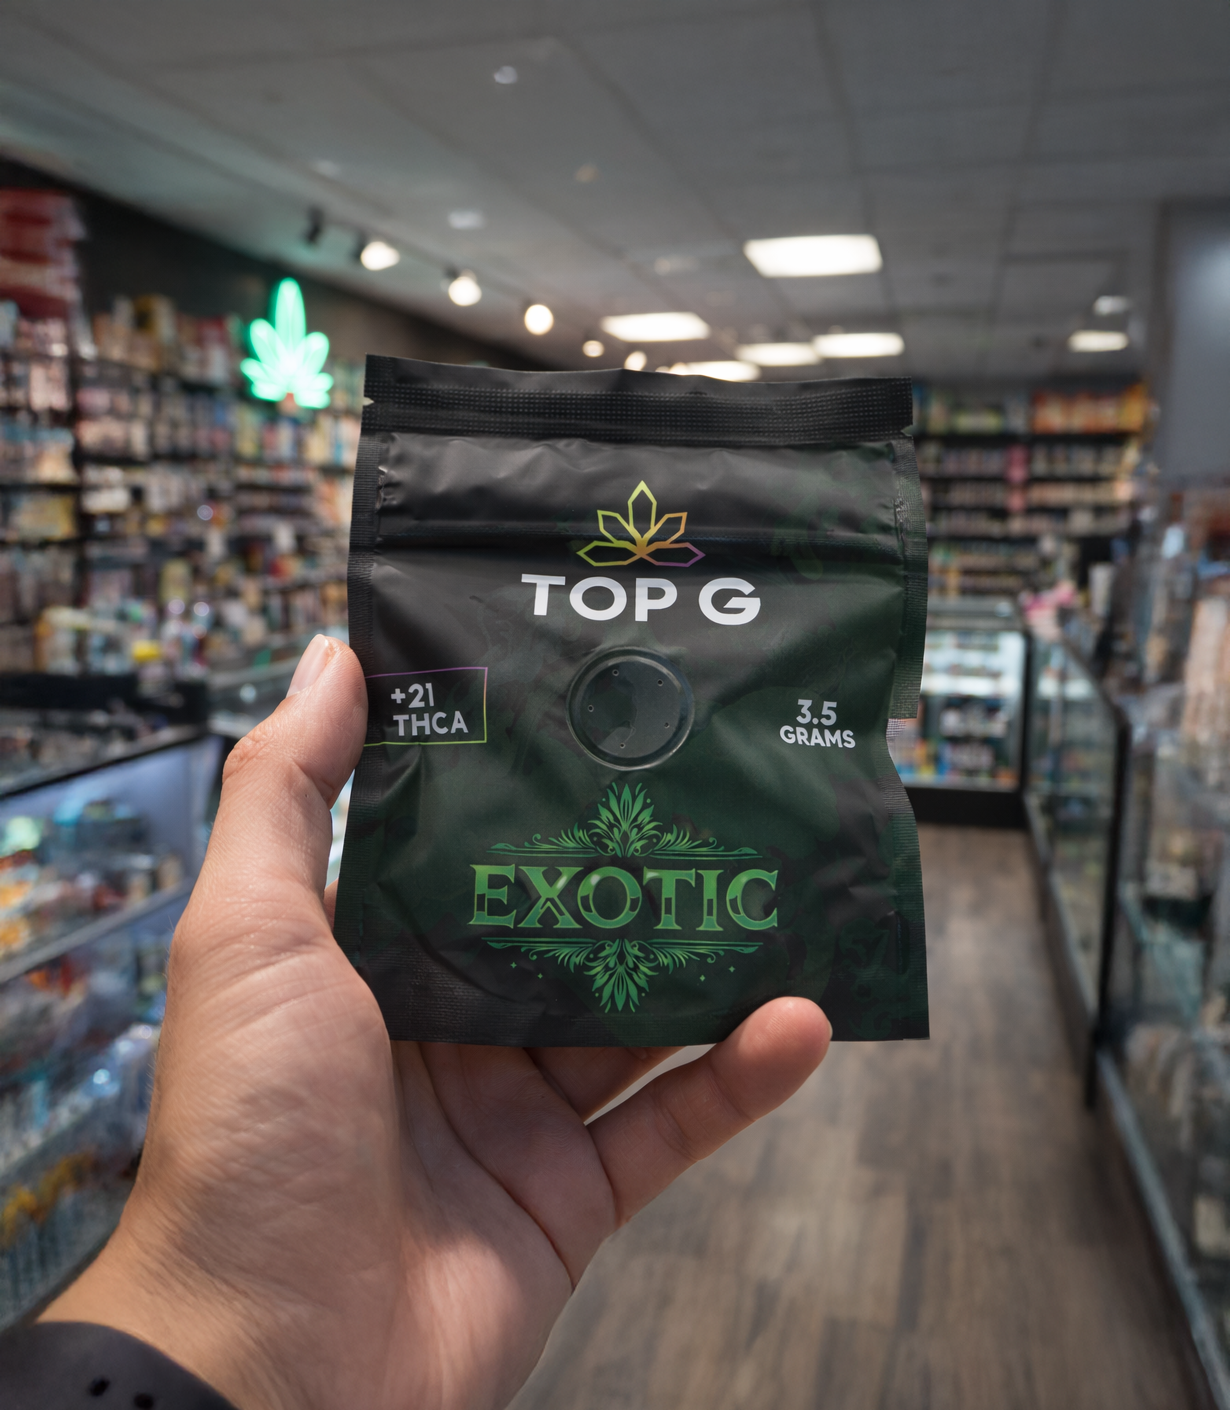 TOP G
+21
THCA
3.5
GRAMS
EXOTIC